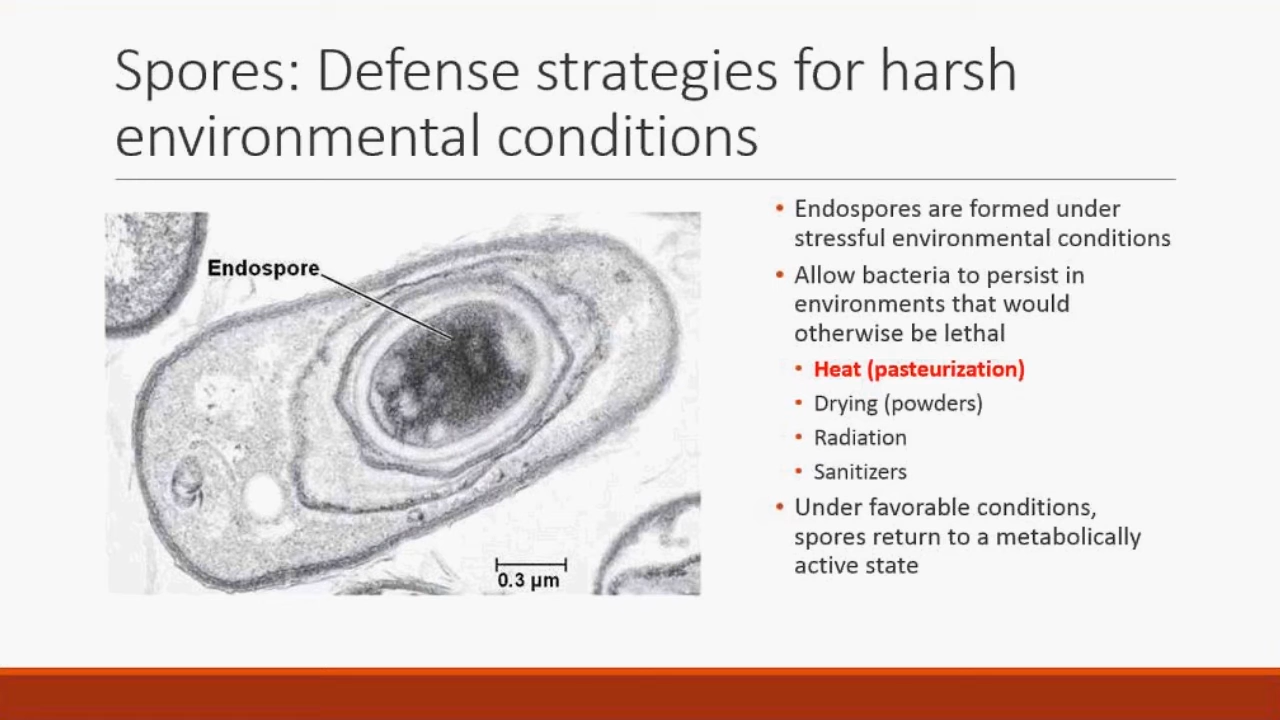 Spores: Defense strategies for harsh
environmental conditions
Endospore
0.3 µm
• Endospores are formed under
stressful environmental conditions
• Allow bacteria to persist in
environments that would
otherwise be lethal
• Heat (pasteurization)
• Drying (powders)
• Radiation
• Sanitizers
• Under favorable conditions,
spores return to a metabolically
active state